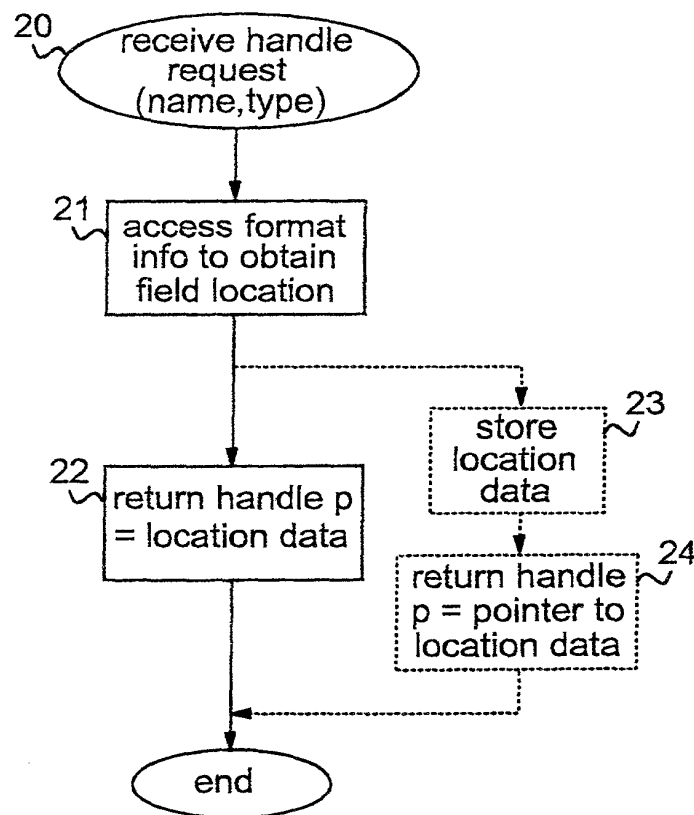 20
receive handle
request
(name,type)
21
access format
info to obtain
field location
23
store
location
data
22
return handle p
= location data
24
return handle
p = pointer to
location data
end